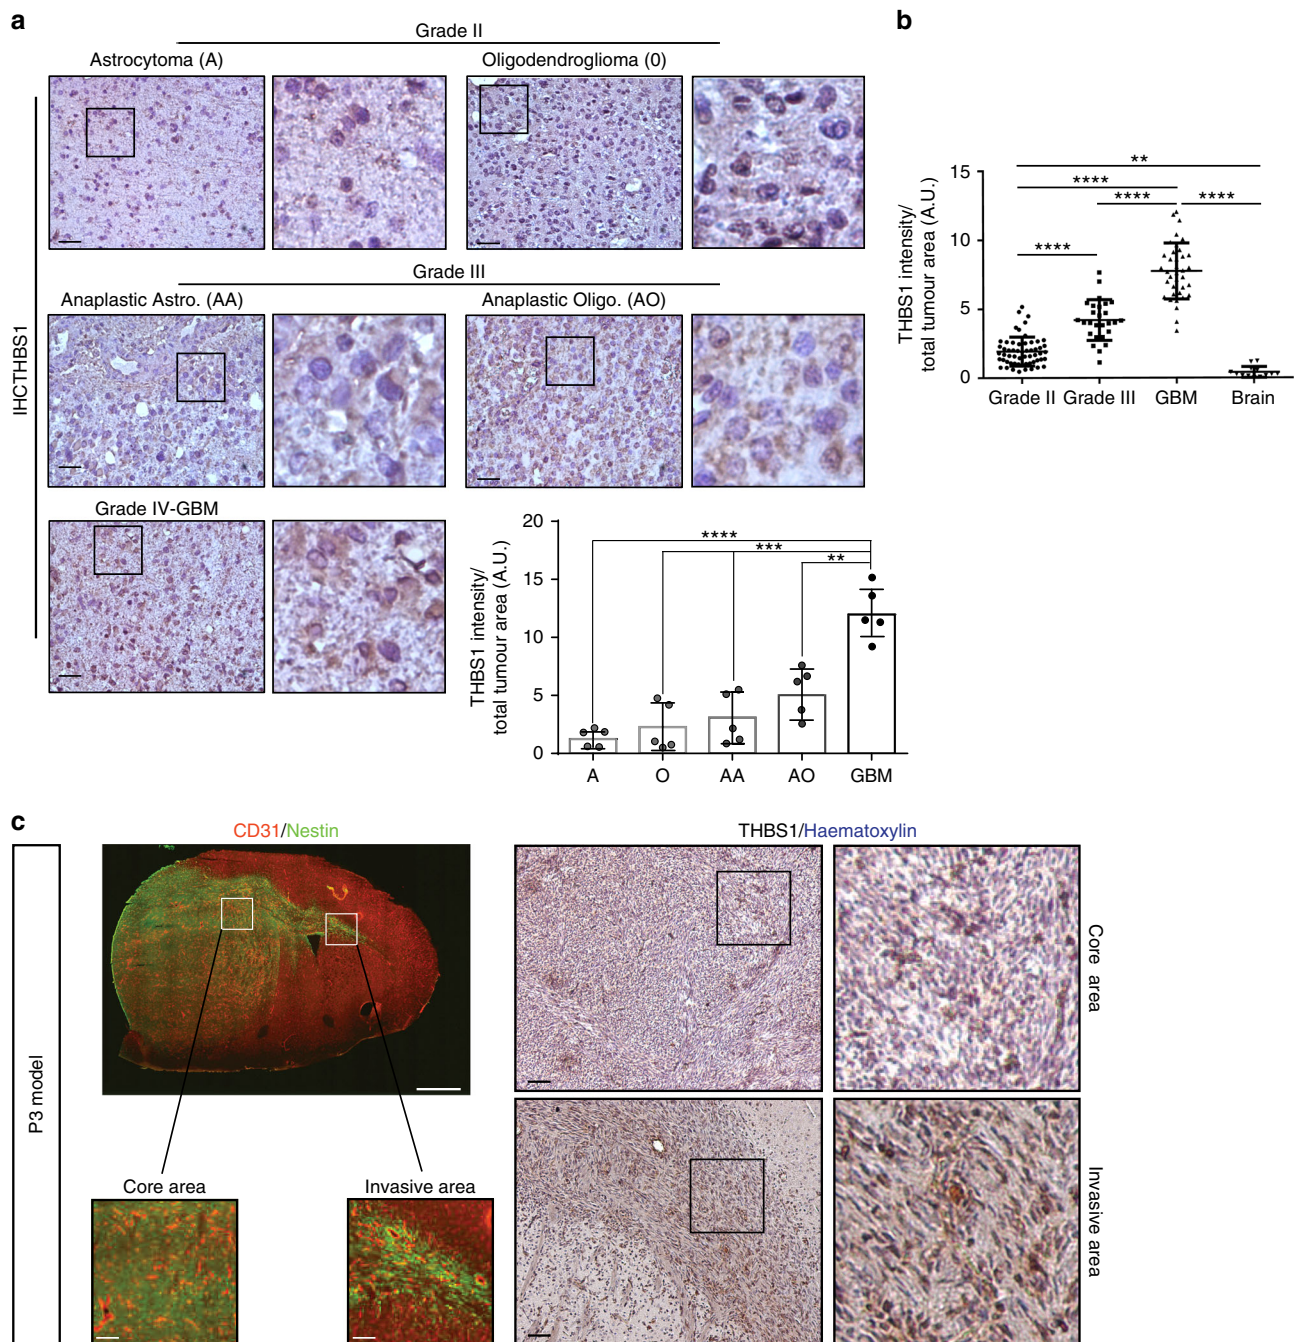 a
Grade II
Astrocytoma (A)
Oligodendroglioma (0)
IHCTHBS1
Grade III
Anaplastic Astro. (AA)
Anaplastic Oligo. (AO)
Grade IV-GBM
THBS1 intensity/
total tumour area (A.U.)
20
15
10
5
0
****
***
**
A
O
AA
AO
GBM
b
THBS1 intensity/
total tumour area (A.U.)
15
10
5
0
**
****
****
****
****
Grade II
Grade III
GBM
Brain
c
CD31/Nestin
THBS1/Haematoxylin
P3 model
Core area
Invasive area
Core area
Invasive area